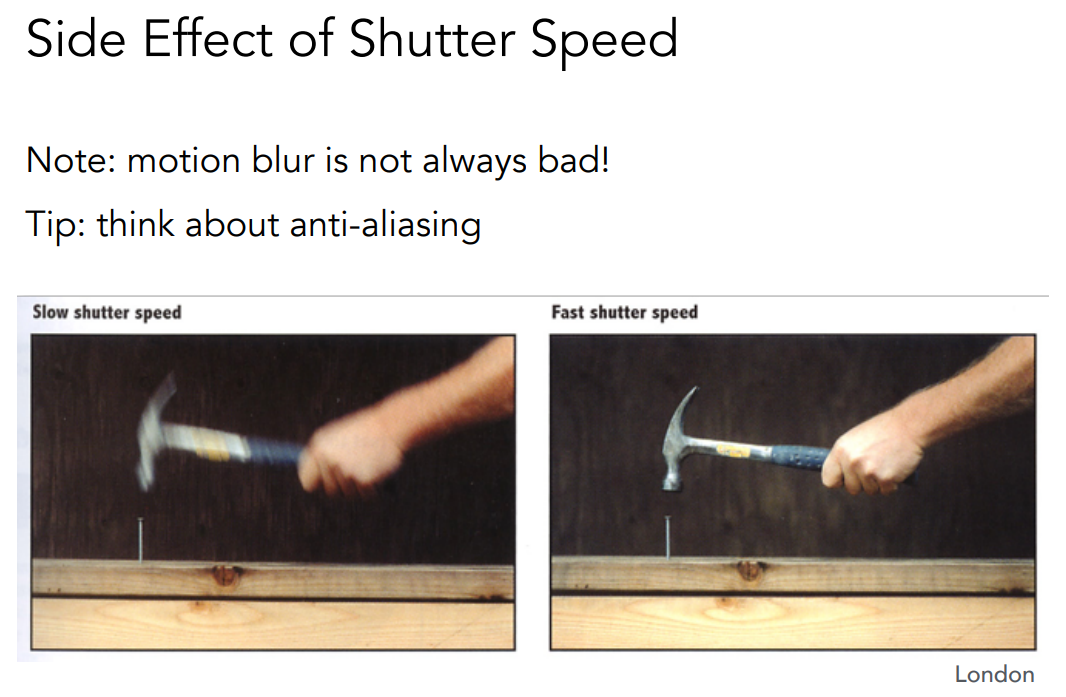 Side Effect of Shutter Speed
Note: motion blur is not always bad!
Tip: think about anti-aliasing
Slow shutter speed
Fast shutter speed
London